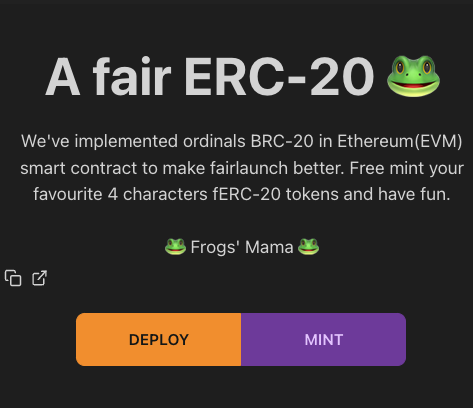 A fair ERC-20 🐸
We've implemented ordinals BRC-20 in Ethereum(EVM)
smart contract to make fairlaunch better. Free mint your
favourite 4 characters fERC-20 tokens and have fun.
🐸 Frogs' Mama 🐸
DEPLOY MINT